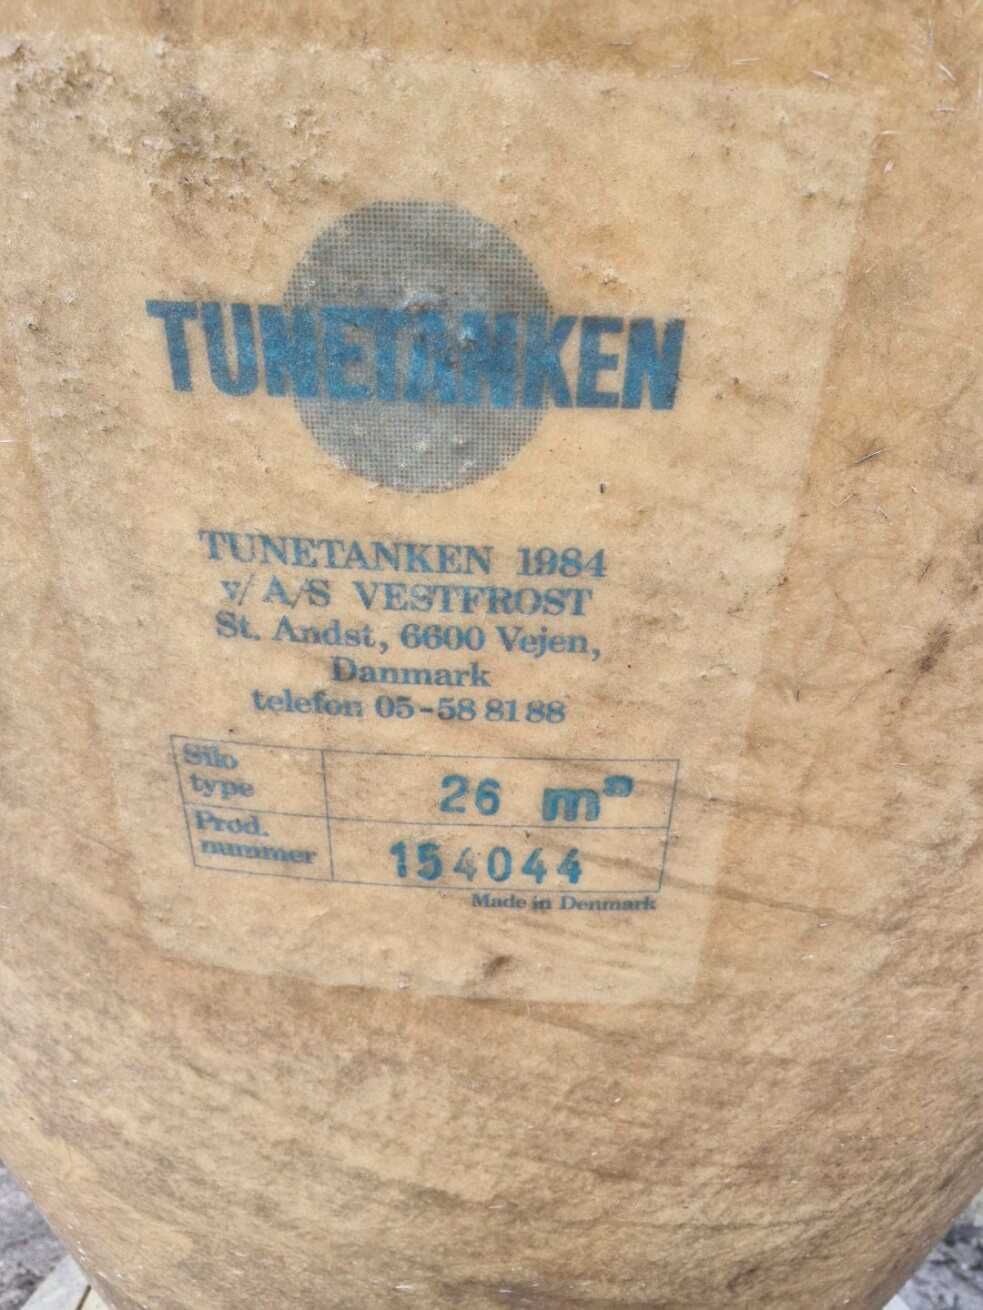 TUNETANKEN
TUNETANKEN 1984
v/ A/S VESTFROST
St. Andst, 6600 Vejen,
Danmark
telefon 05-58 81 88
Silo type 26 m³
Prod. nummer 154044
Made in Denmark